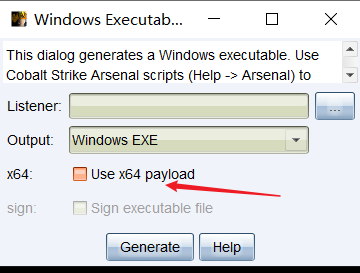 Windows Executab...
This dialog generates a Windows executable. Use
Cobalt Strike Arsenal scripts (Help -> Arsenal) to
Listener: ...
Output: Windows EXE
x64: Use x64 payload
sign: Sign executable file
Generate Help